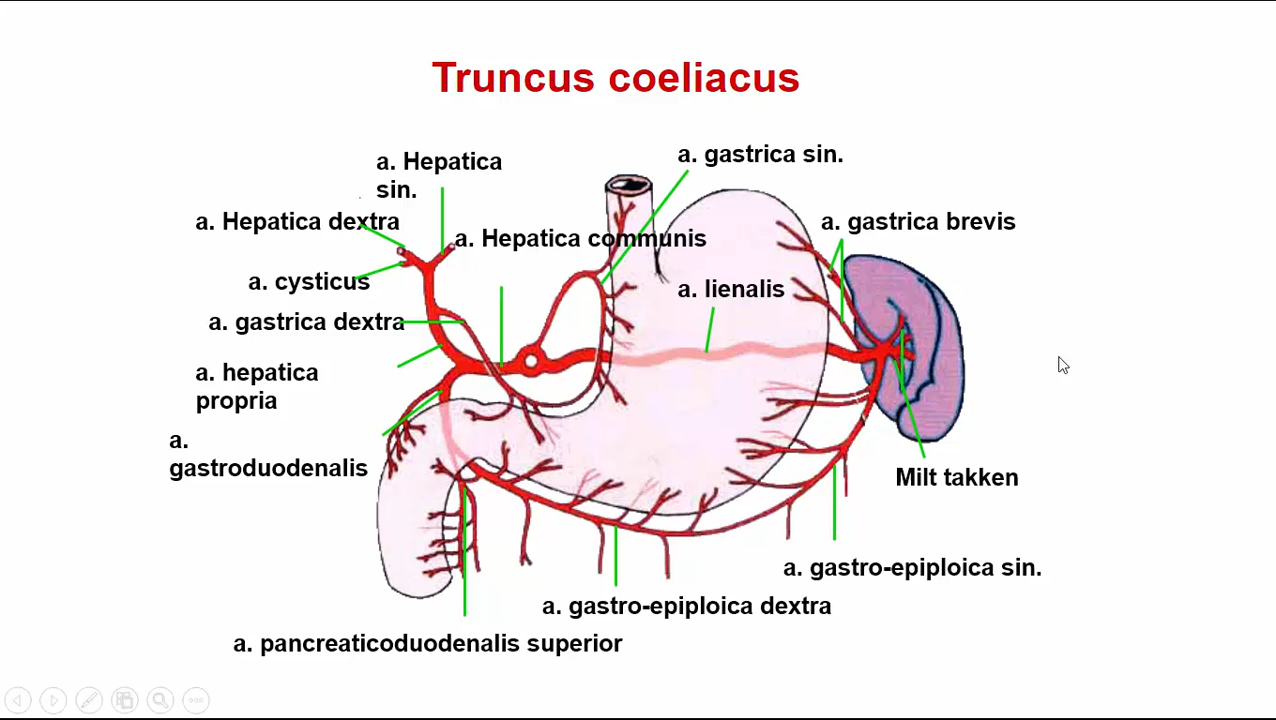 Truncus coeliacus
a. Hepatica
sin.
a. gastrica sin.
a. Hepatica dextra
a. Hepatica communis
a. gastrica brevis
a. cysticus
a. lienalis
a. gastrica dextra
a. hepatica
propria
a.
gastroduodenalis
Milt takken
a. gastro-epiploica sin.
a. gastro-epiploica dextra
a. pancreaticoduodenalis superior